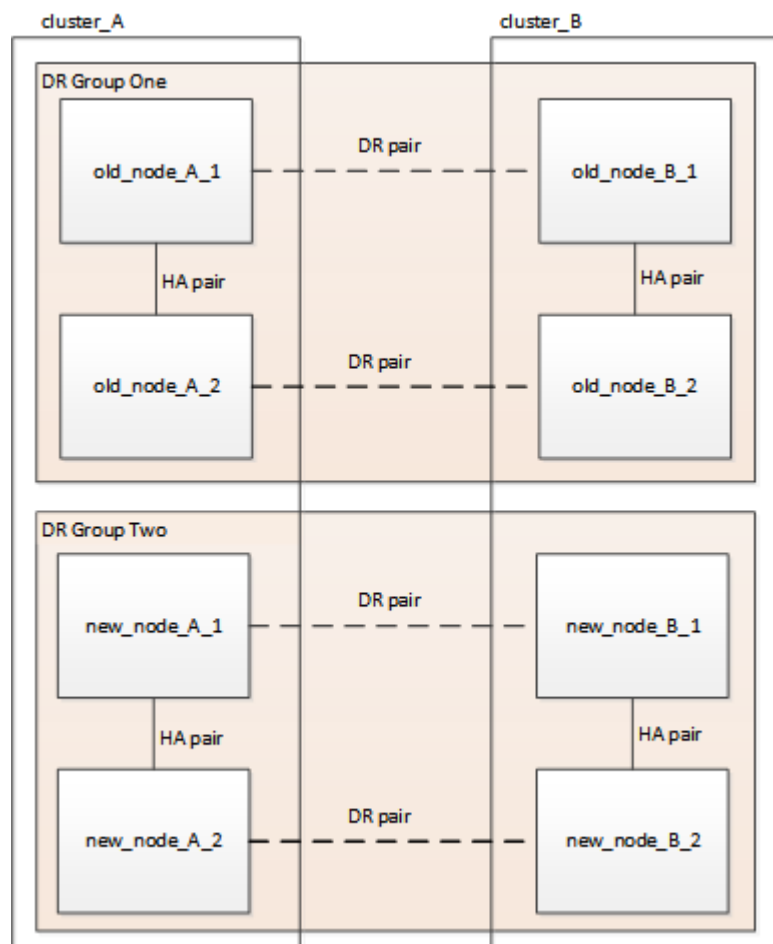 cluster_A
cluster_B
DR Group One
old_node_A_1
DR pair
old_node_B_1
HA pair
HA pair
old_node_A_2
DR pair
old_node_B_2
DR Group Two
new_node_A_1
DR pair
new_node_B_1
HA pair
HA pair
new_node_A_2
DR pair
new_node_B_2